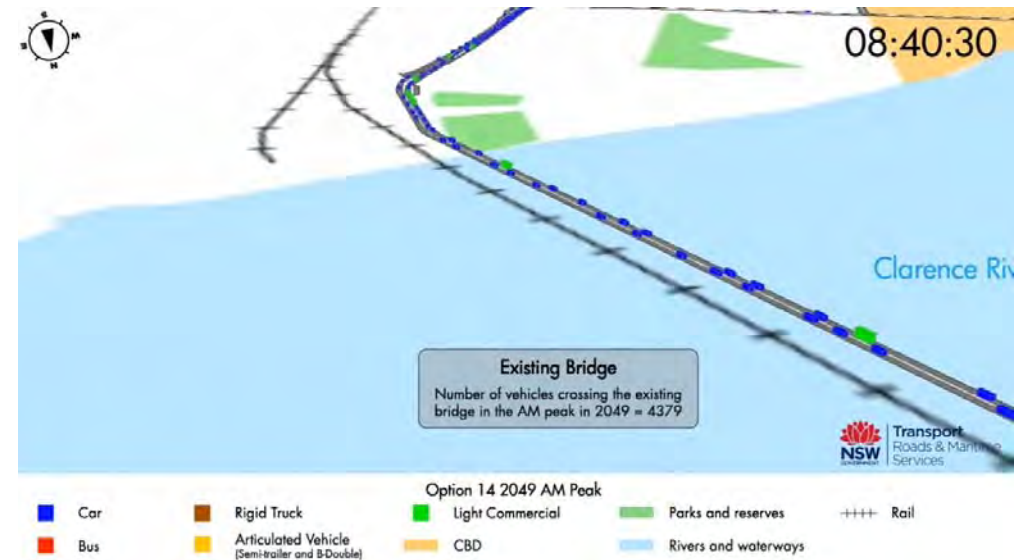 S
E
W
N
08:40:30
Clarence Riv
Existing Bridge
Number of vehicles crossing the existing
bridge in the AM peak in 2049 = 4379
NSW
GOVERNMENT
Transport
Roads & Maritime
Services
Option 14 2049 AM Peak
Car
Rigid Truck
Light Commercial
Parks and reserves
Rail
Bus
Articulated Vehicle
(Semi-trailer and B-Double)
CBD
Rivers and waterways